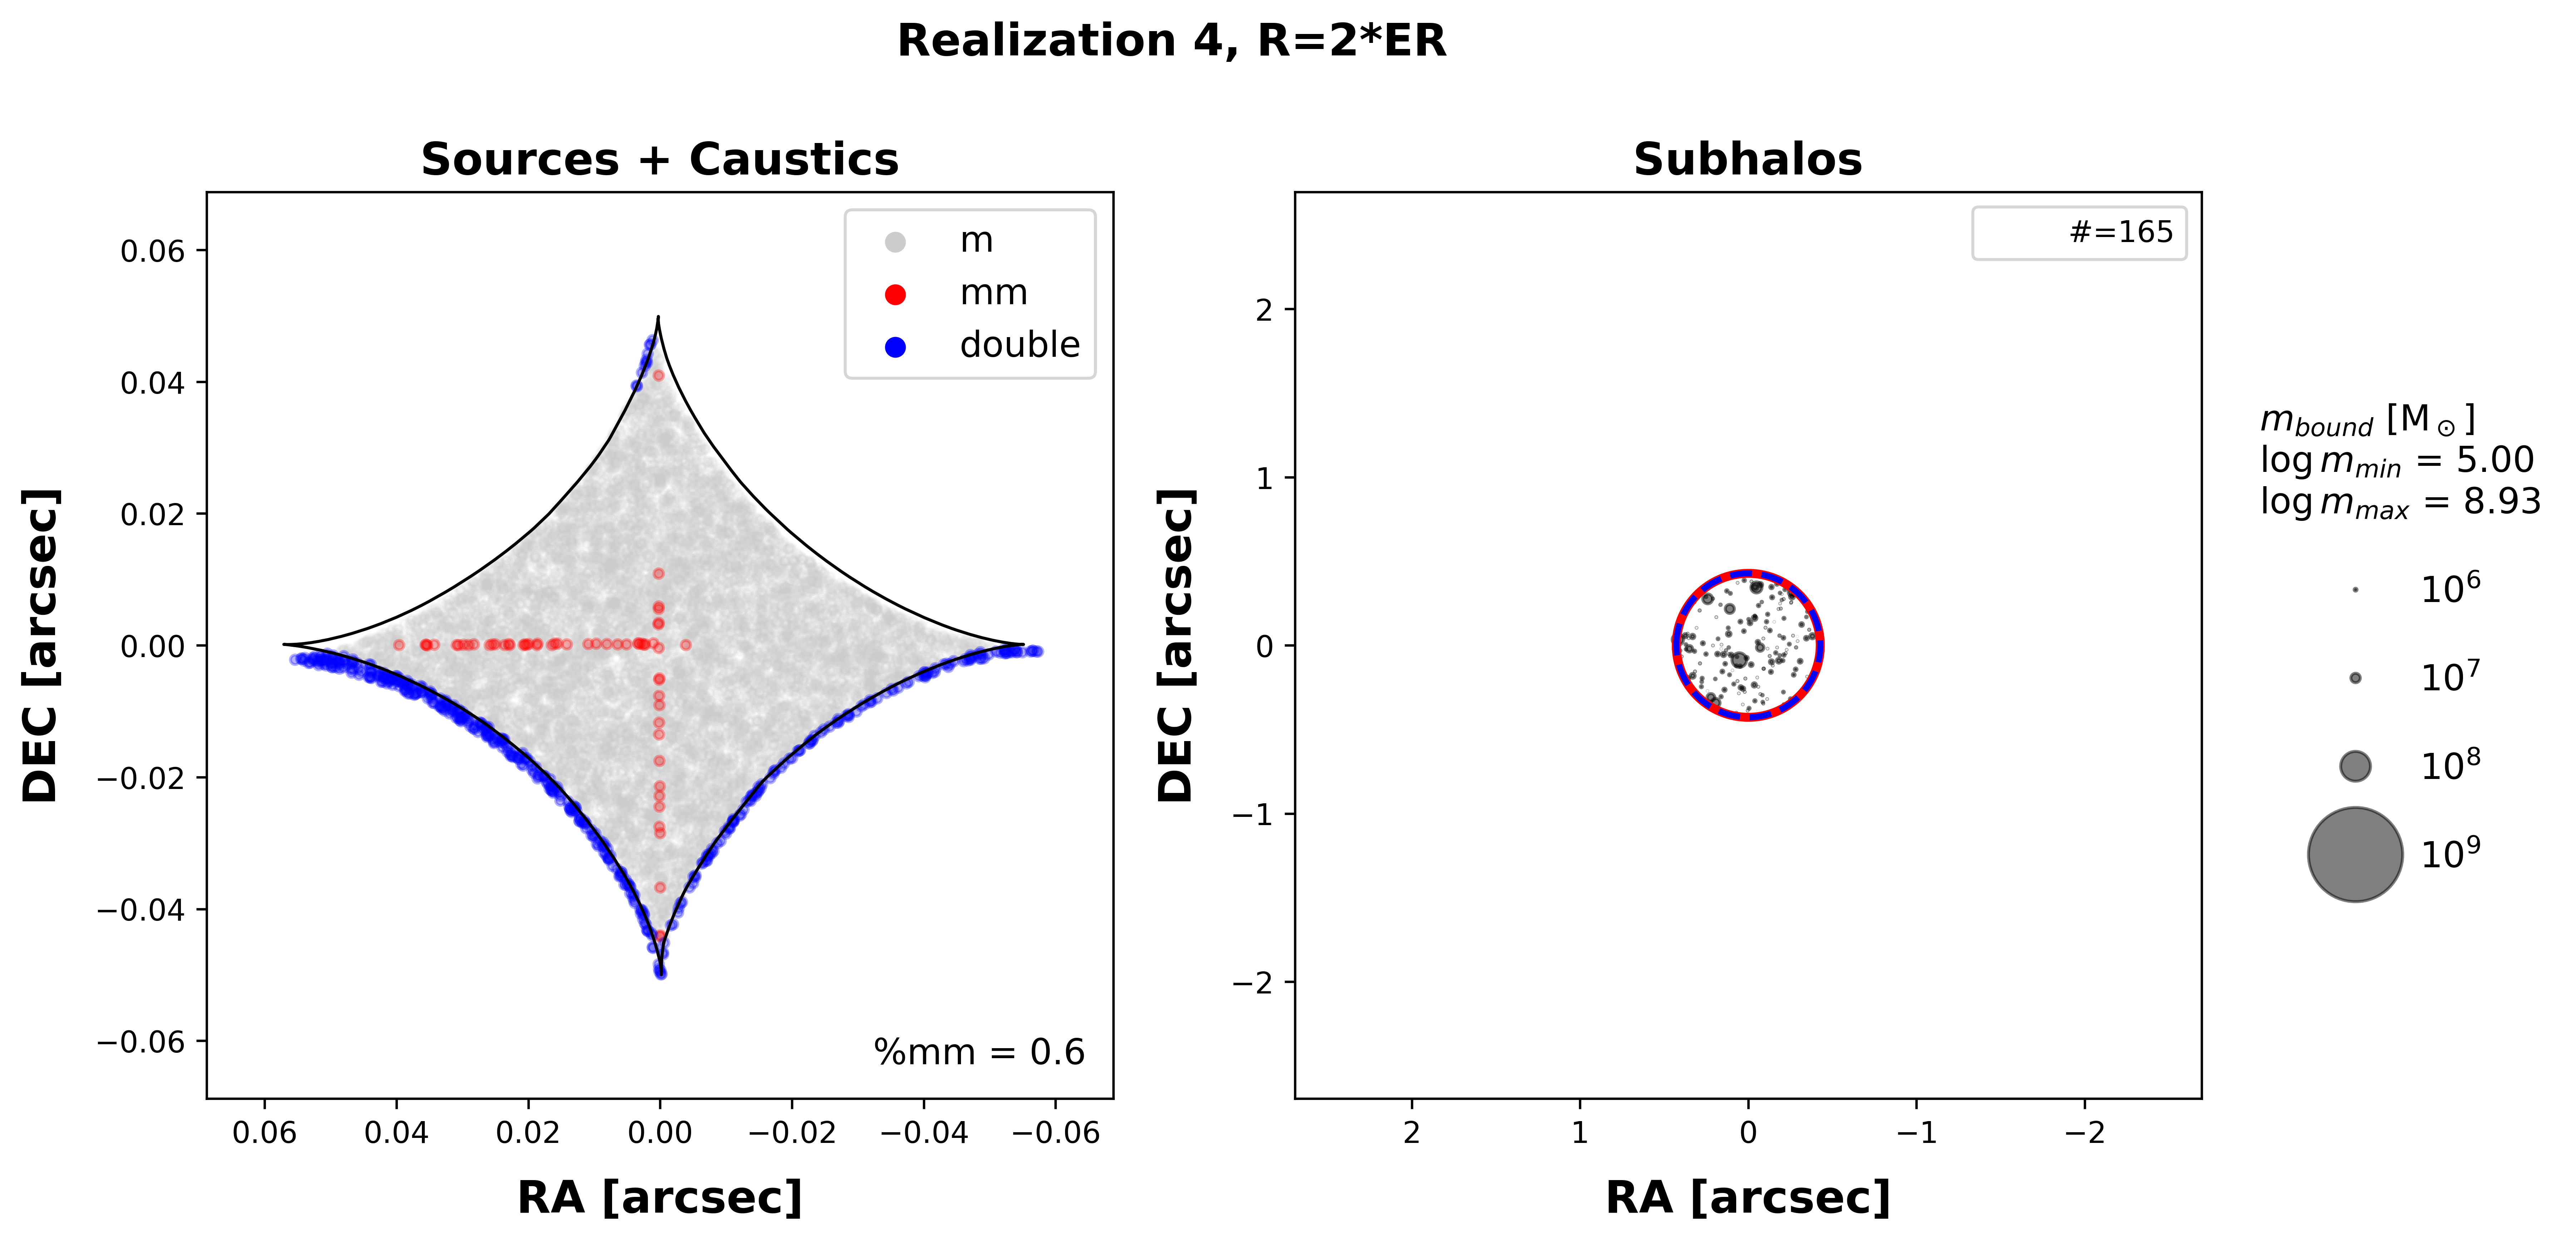 Realization 4, R=2*ER
Sources + Caustics
m
mm
double
0.06
0.04
0.02
0.00
−0.02
−0.04
−0.06
DEC [arcsec]
%mm = 0.6
0.06
0.04
0.02
0.00
−0.02
−0.04
−0.06
RA [arcsec]
Subhalos
#=165
2
1
0
−1
−2
DEC [arcsec]
2
1
0
−1
−2
RA [arcsec]
m_bound [M_⊙]
log m_min = 5.00
log m_max = 8.93
10^6
10^7
10^8
10^9